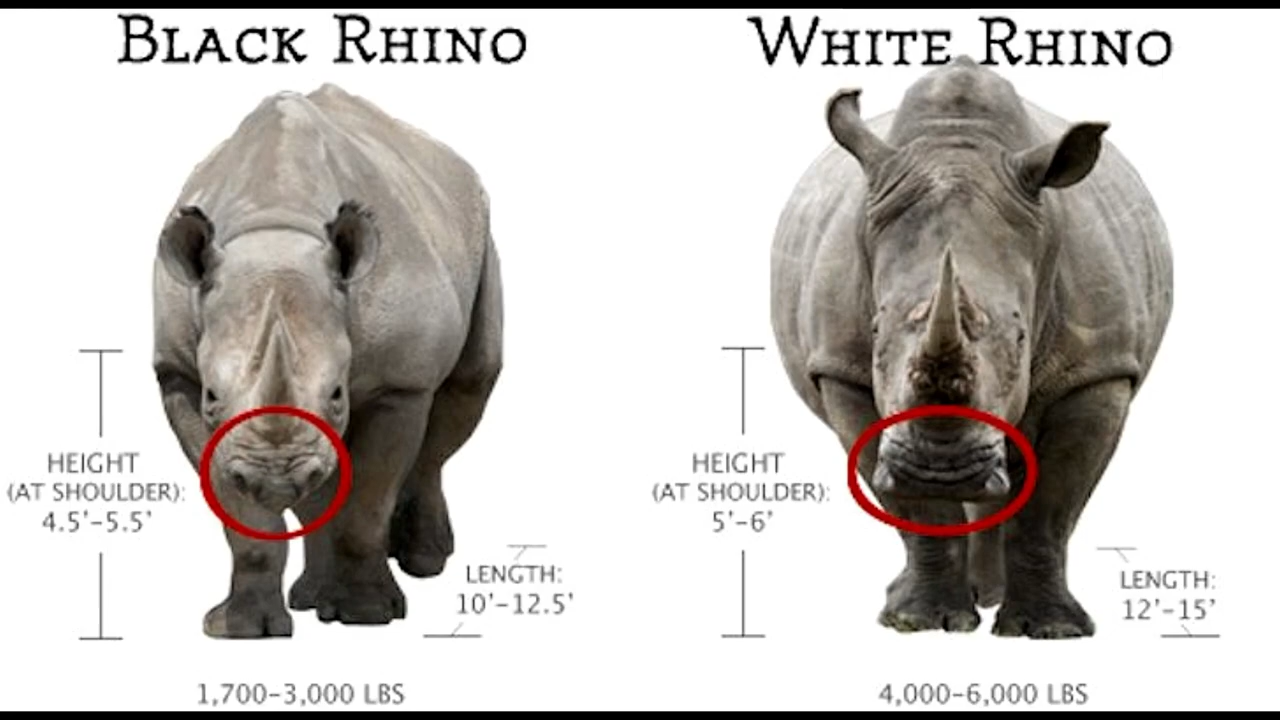 BLACK RHINO
HEIGHT
(AT SHOULDER):
4.5'-5.5'
LENGTH:
10'-12.5'
1,700-3,000 LBS
WHITE RHINO
HEIGHT
(AT SHOULDER):
5'-6'
LENGTH:
12'-15'
4,000-6,000 LBS